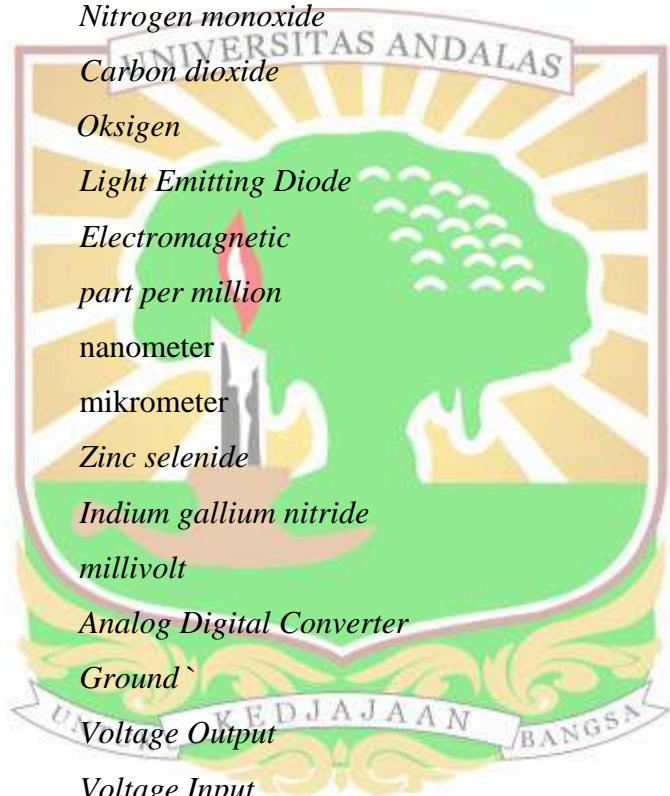 Nitrogen monoxide
UNIVERSITAS ANDALAS
Carbon dioxide
Oksigen
Light Emitting Diode
Electromagnetic
part per million
nanometer
mikrometer
Zinc selenide
Indium gallium nitride
millivolt
Analog Digital Converter
Ground`
KEDJAJAAN BANGSA
Voltage Output
Voltage Input